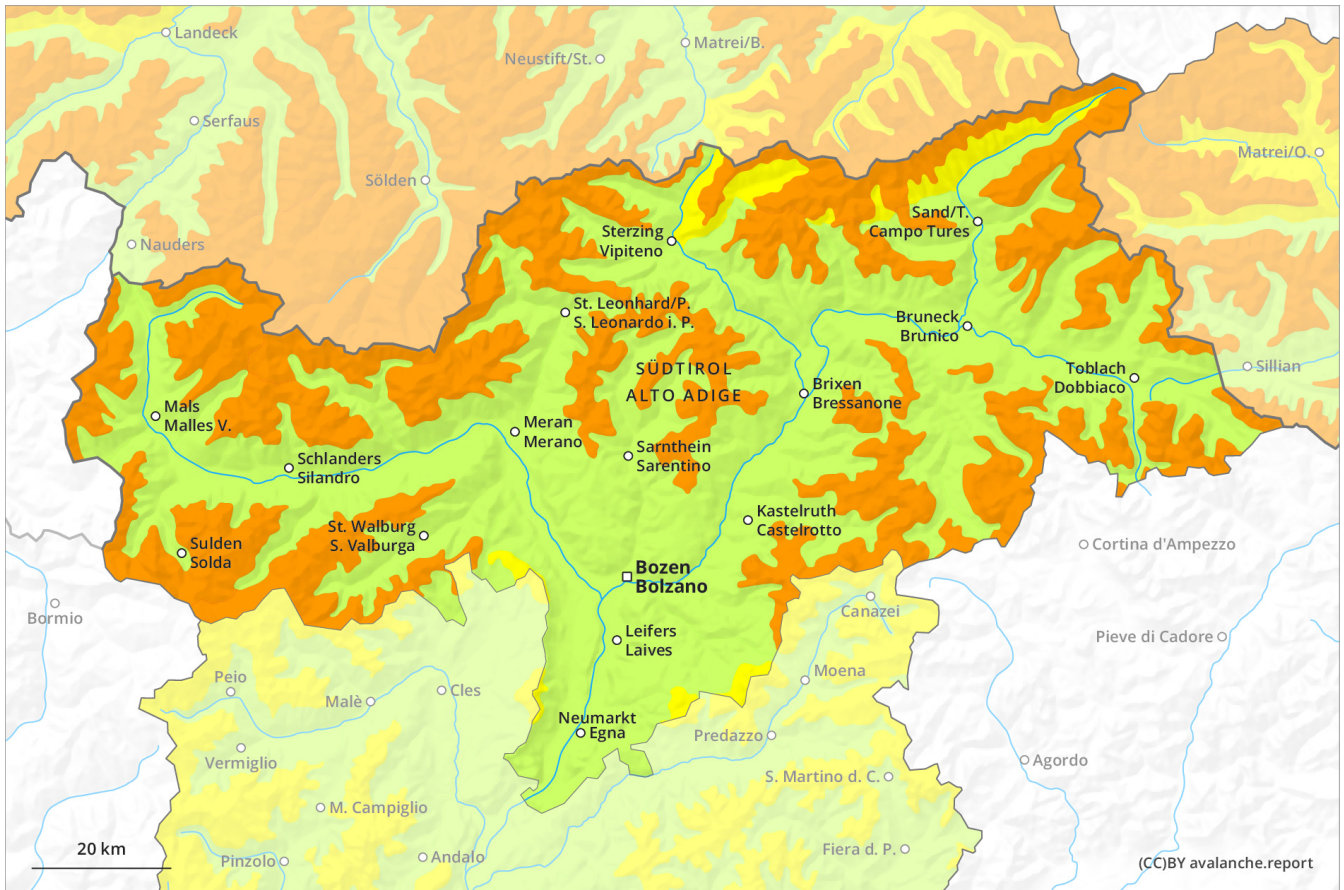 Landeck
Matrei/B.
Neustift/St.
Serfaus
Matrei/O.
Sölden
Sand/T.
Campo Tures
Sterzing
Vipiteno
Nauders
St. Leonhard/P.
S. Leonardo i. P.
Bruneck
Brunico
SÜDTIROL
ALTO ADIGE
Toblach
Dobbiaco
Sillian
Brixen
Bressanone
Mals
Malles V.
Meran
Merano
Sarnthein
Sarentino
Schlanders
Silandro
Kastelruth
Castelrotto
St. Walburg
S. Valburga
Sulden
Solda
Cortina d'Ampezzo
Bozen
Bolzano
Bormio
Canazei
Leifers
Laives
Pieve di Cadore
Peio
Malè
Cles
Moena
Neumarkt
Egna
Predazzo
Vermiglio
Agordo
S. Martino d. C.
M. Campiglio
20 km
Pinzolo
Andalo
Fiera d. P.
(CC)BY avalanche.report